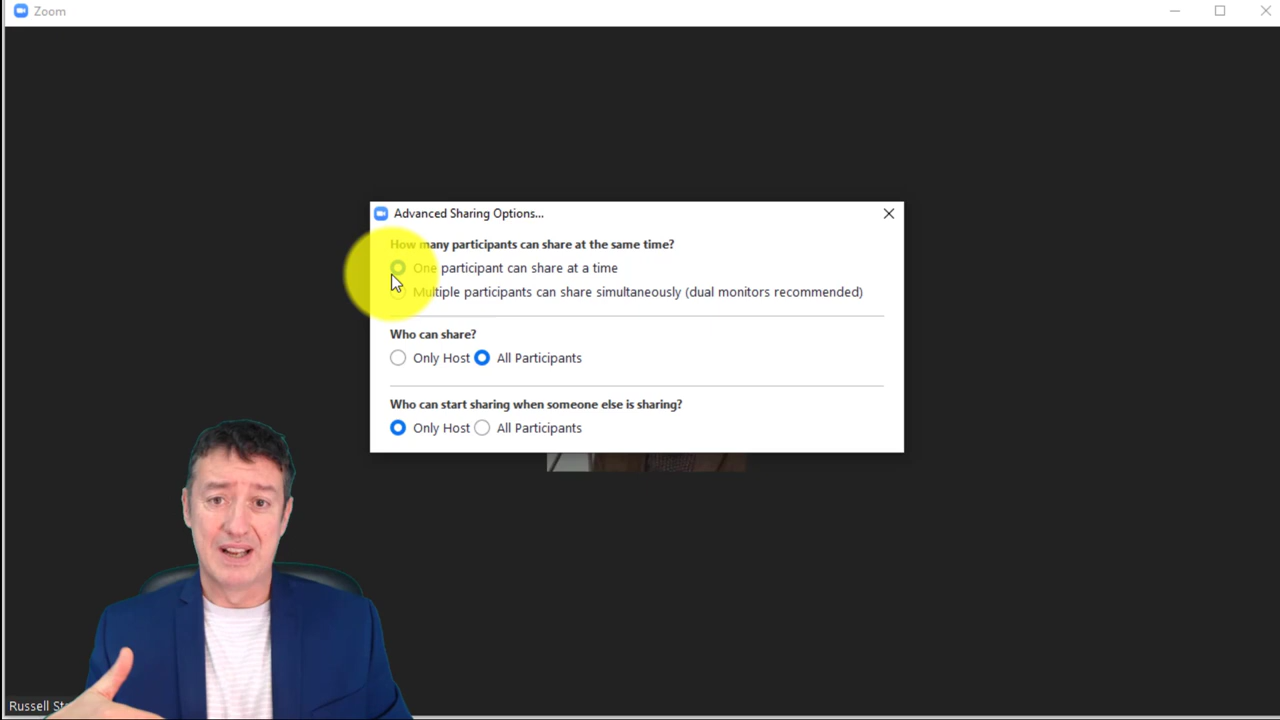 Zoom
Advanced Sharing Options...
How many participants can share at the same time?
One participant can share at a time
Multiple participants can share simultaneously (dual monitors recommended)
Who can share?
Only Host All Participants
Who can start sharing when someone else is sharing?
Only Host All Participants
Russell